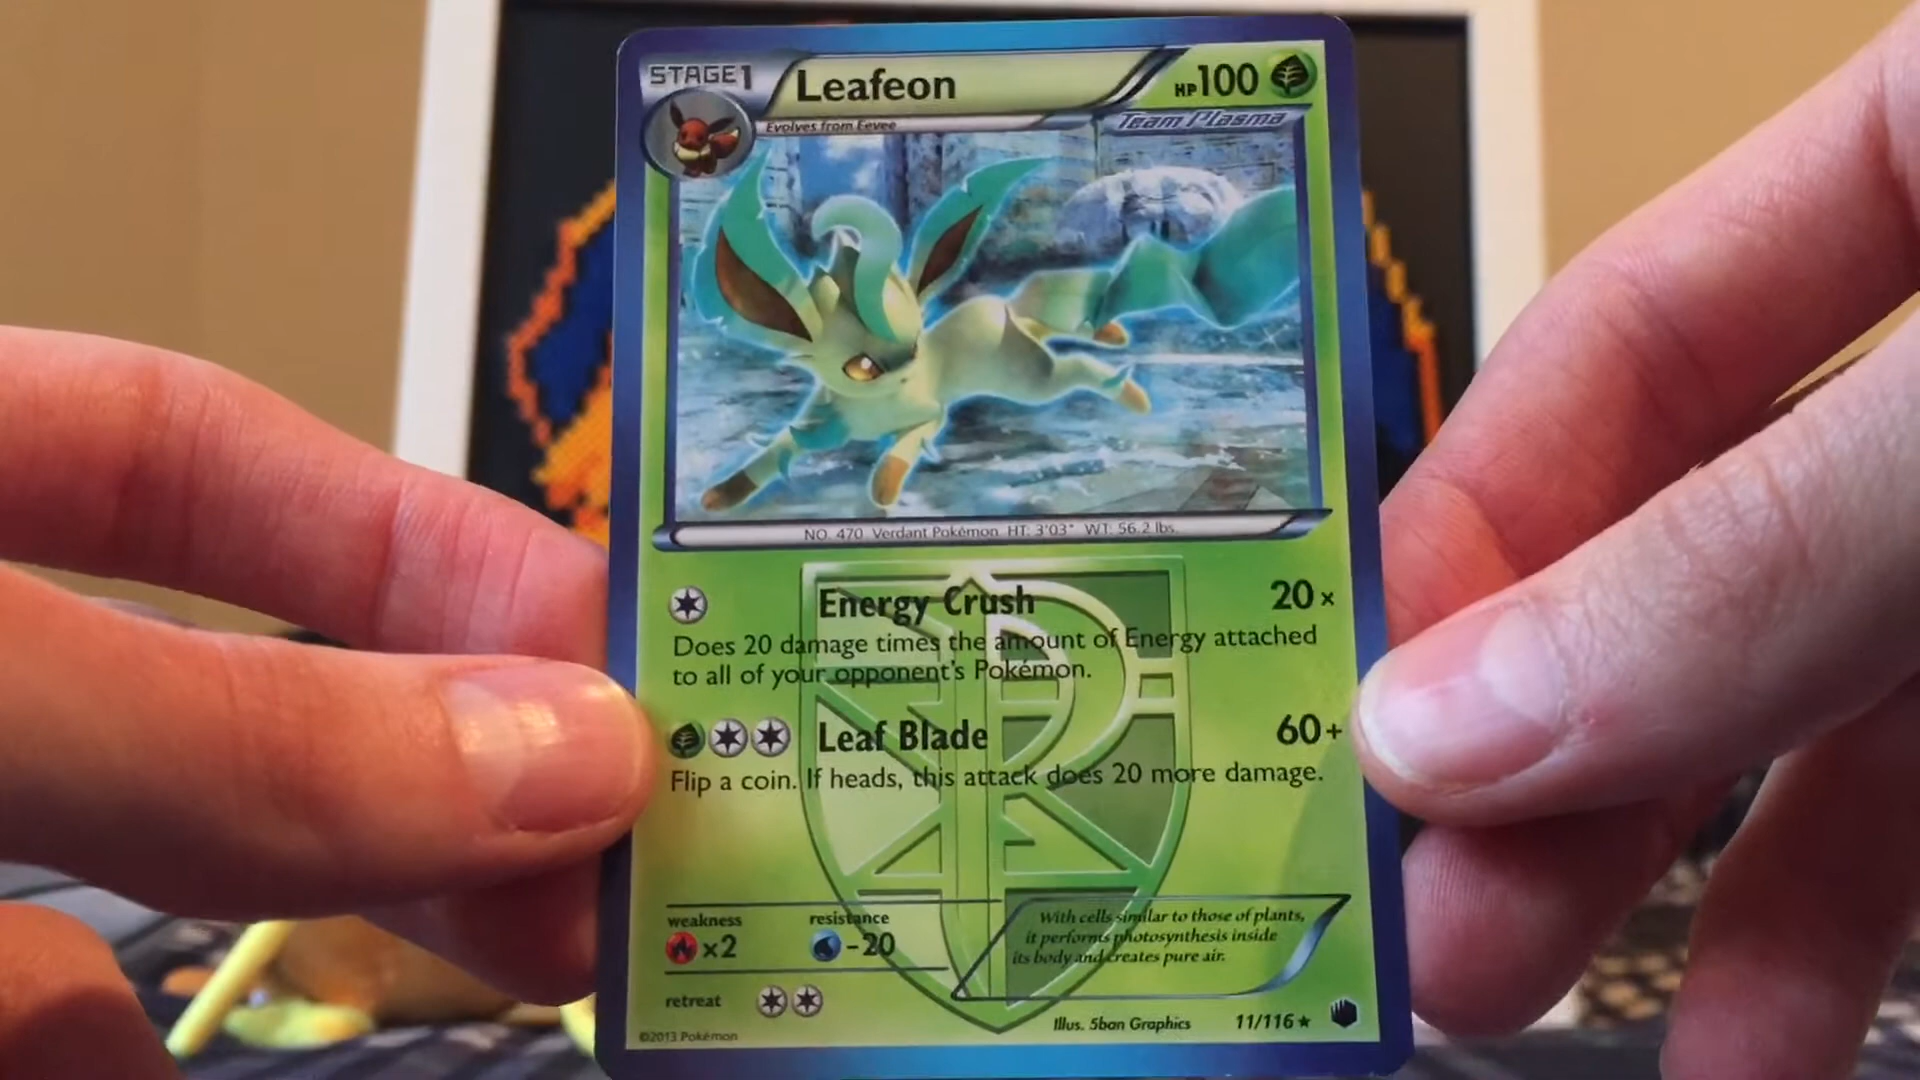 STAGE1 Leafeon HP100
Evolves from Eevee Team Plasma
NO. 470 Verdant Pokémon HT: 3'03" WT: 56.2 lbs.
Energy Crush 20x
Does 20 damage times the amount of Energy attached
to all of your opponent's Pokémon.
Leaf Blade 60+
Flip a coin. If heads, this attack does 20 more damage.
weakness resistance
x2 -20
With cells similar to those of plants,
it performs photosynthesis inside
its body and creates pure air.
retreat
©2013 Pokémon Illus. 5ban Graphics 11/116★